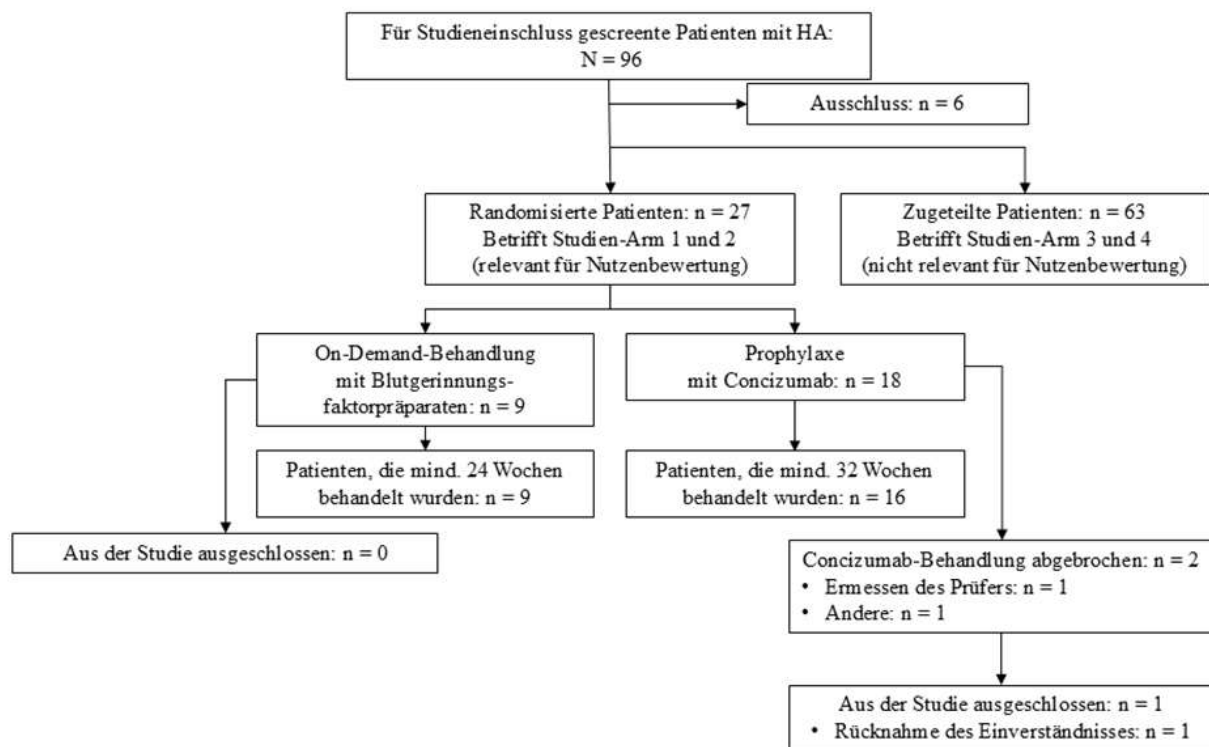 Für Studieneinschluss gescreente Patienten mit HA:
N = 96
Ausschluss: n = 6
Randomisierte Patienten: n = 27
Betrifft Studien-Arm 1 und 2
(relevant für Nutzenbewertung)
Zugeteilte Patienten: n = 63
Betrifft Studien-Arm 3 und 4
(nicht relevant für Nutzenbewertung)
On-Demand-Behandlung
mit Blutgerinnungs-
faktorpräparaten: n = 9
Prophylaxe
mit Concizumab: n = 18
Patienten, die mind. 24 Wochen
behandelt wurden: n = 9
Patienten, die mind. 32 Wochen
behandelt wurden: n = 16
Aus der Studie ausgeschlossen: n = 0
Concizumab-Behandlung abgebrochen: n = 2
• Ermessen des Prüfers: n = 1
• Andere: n = 1
Aus der Studie ausgeschlossen: n = 1
• Rücknahme des Einverständnisses: n = 1